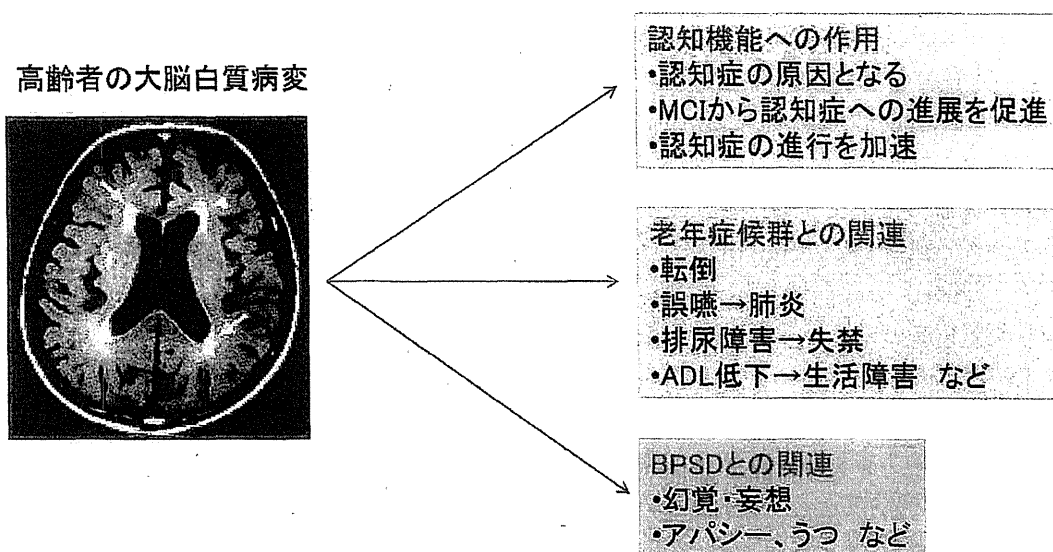 高齢者の大脳白質病変
認知機能への作用
•認知症の原因となる
•MCIから認知症への進展を促進
•認知症の進行を加速
老年症候群との関連
•転倒
•誤嚥→肺炎
•排尿障害→失禁
•ADL低下→生活障害 など
BPSDとの関連
•幻覚・妄想
•アパシー、うつ など